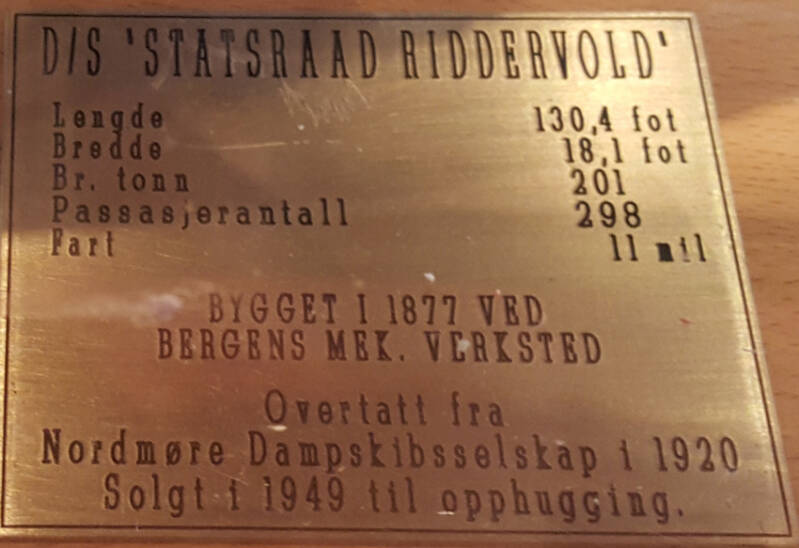 D/S 'STATSRAAD RIDDERVOLD'
Lengde 130,4 fot
Bredde 18,1 fot
Br. tonn 201
Passasjerantall 298
Fart 11 mil
BYGGET I 1877 VED
BERGENS MEK. VERKSTED
Overtatt fra
Nordmøre Dampskibsselskap i 1920
Solgt i 1949 til opphugging.